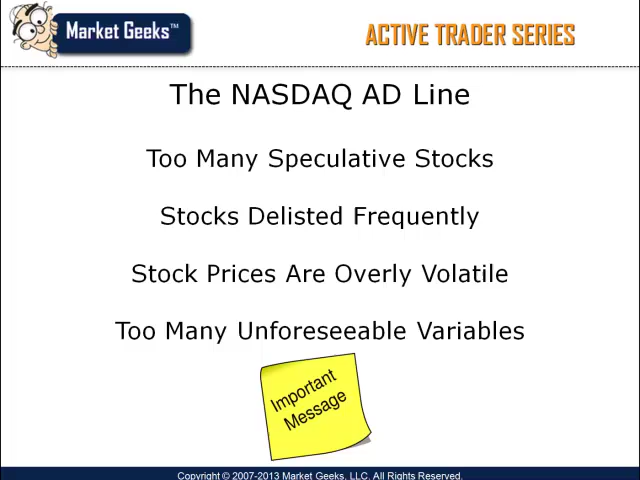 Market Geeks™
ACTIVE TRADER SERIES
The NASDAQ AD Line
Too Many Speculative Stocks
Stocks Delisted Frequently
Stock Prices Are Overly Volatile
Too Many Unforeseeable Variables
Important
Message
Copyright © 2007-2013 Market Geeks, LLC. All Rights Reserved.